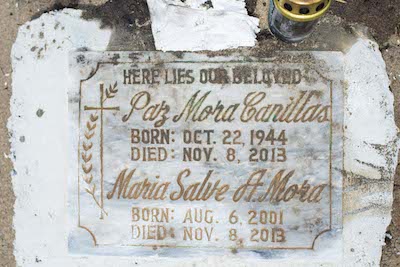 HERE LIES OUR BELOVED
Paz Mora Canillas
BORN: OCT. 22, 1944
DIED: NOV. 8, 2013
Maria Salve A. Mora
BORN: AUG. 6, 2001
DIED: NOV. 8, 2013